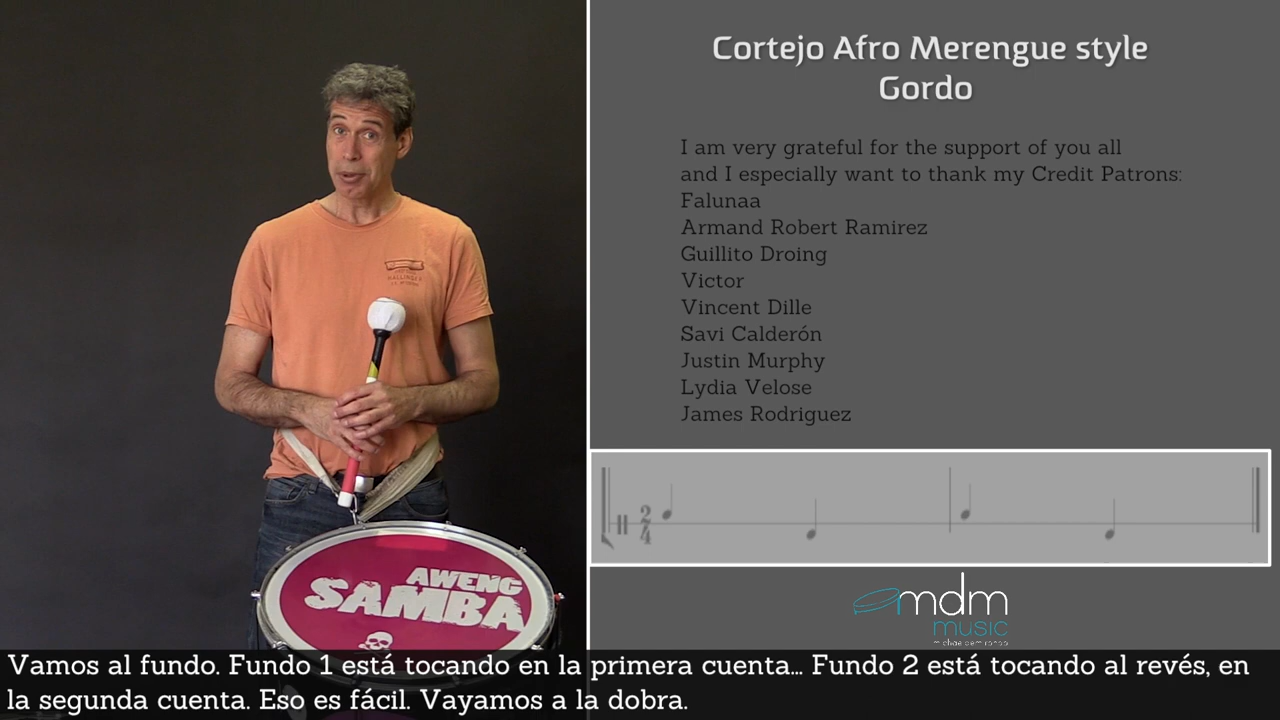 Cortejo Afro Merengue style
Gordo
I am very grateful for the support of you all
and I especially want to thank my Credit Patrons:
Falunaa
Armand Robert Ramirez
Guillito Droing
Victor
Vincent Dille
Savi Calderón
Justin Murphy
Lydia Velose
James Rodriguez
2
4
mdm
music
AWENG
SAMBA
Vamos al fundo. Fundo 1 está tocando en la primera cuenta... Fundo 2 está tocando al revés, en
la segunda cuenta. Eso es fácil. Vayamos a la dobra.